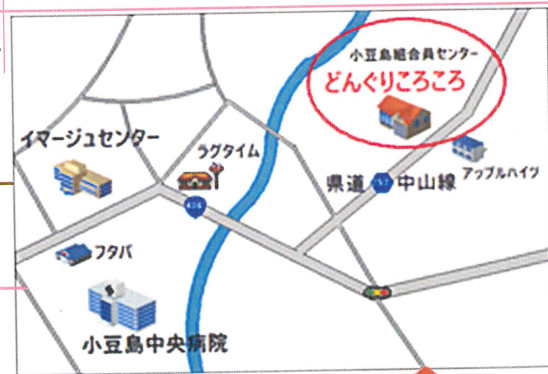 小豆島組合員センター
どんぐりころころ
イマージュセンター
ラグタイム
アップルハイツ
県道 252 中山線
436
フタバ
小豆島中央病院